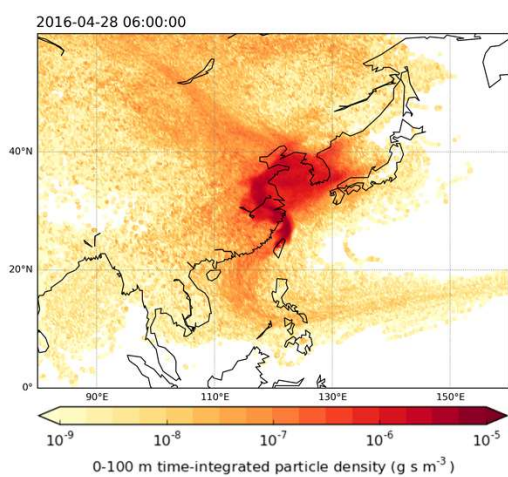 2016-04-28 06:00:00
40°N
20°N
0°
90°E 110°E 130°E 150°E
10⁻⁹ 10⁻⁸ 10⁻⁷ 10⁻⁶ 10⁻⁵
0-100 m time-integrated particle density (g s m⁻³)